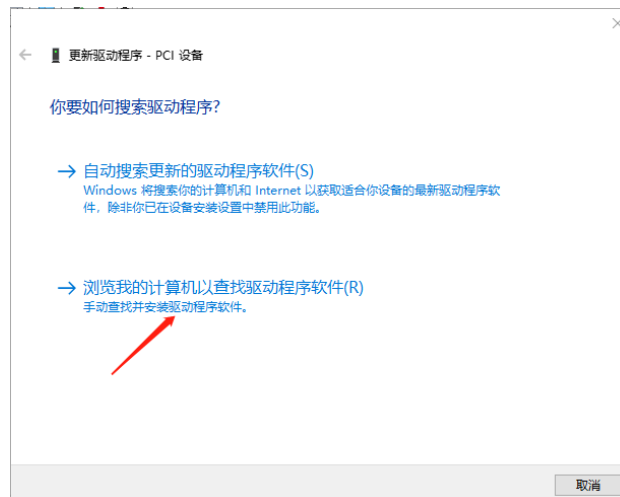 更新驱动程序 - PCI 设备
你要如何搜索驱动程序?
自动搜索更新的驱动程序软件(S)
Windows 将搜索你的计算机和 Internet 以获取适合你设备的最新驱动程序软
件，除非你已在设备安装设置中禁用此功能。
浏览我的计算机以查找驱动程序软件(R)
手动查找并安装驱动程序软件。
取消